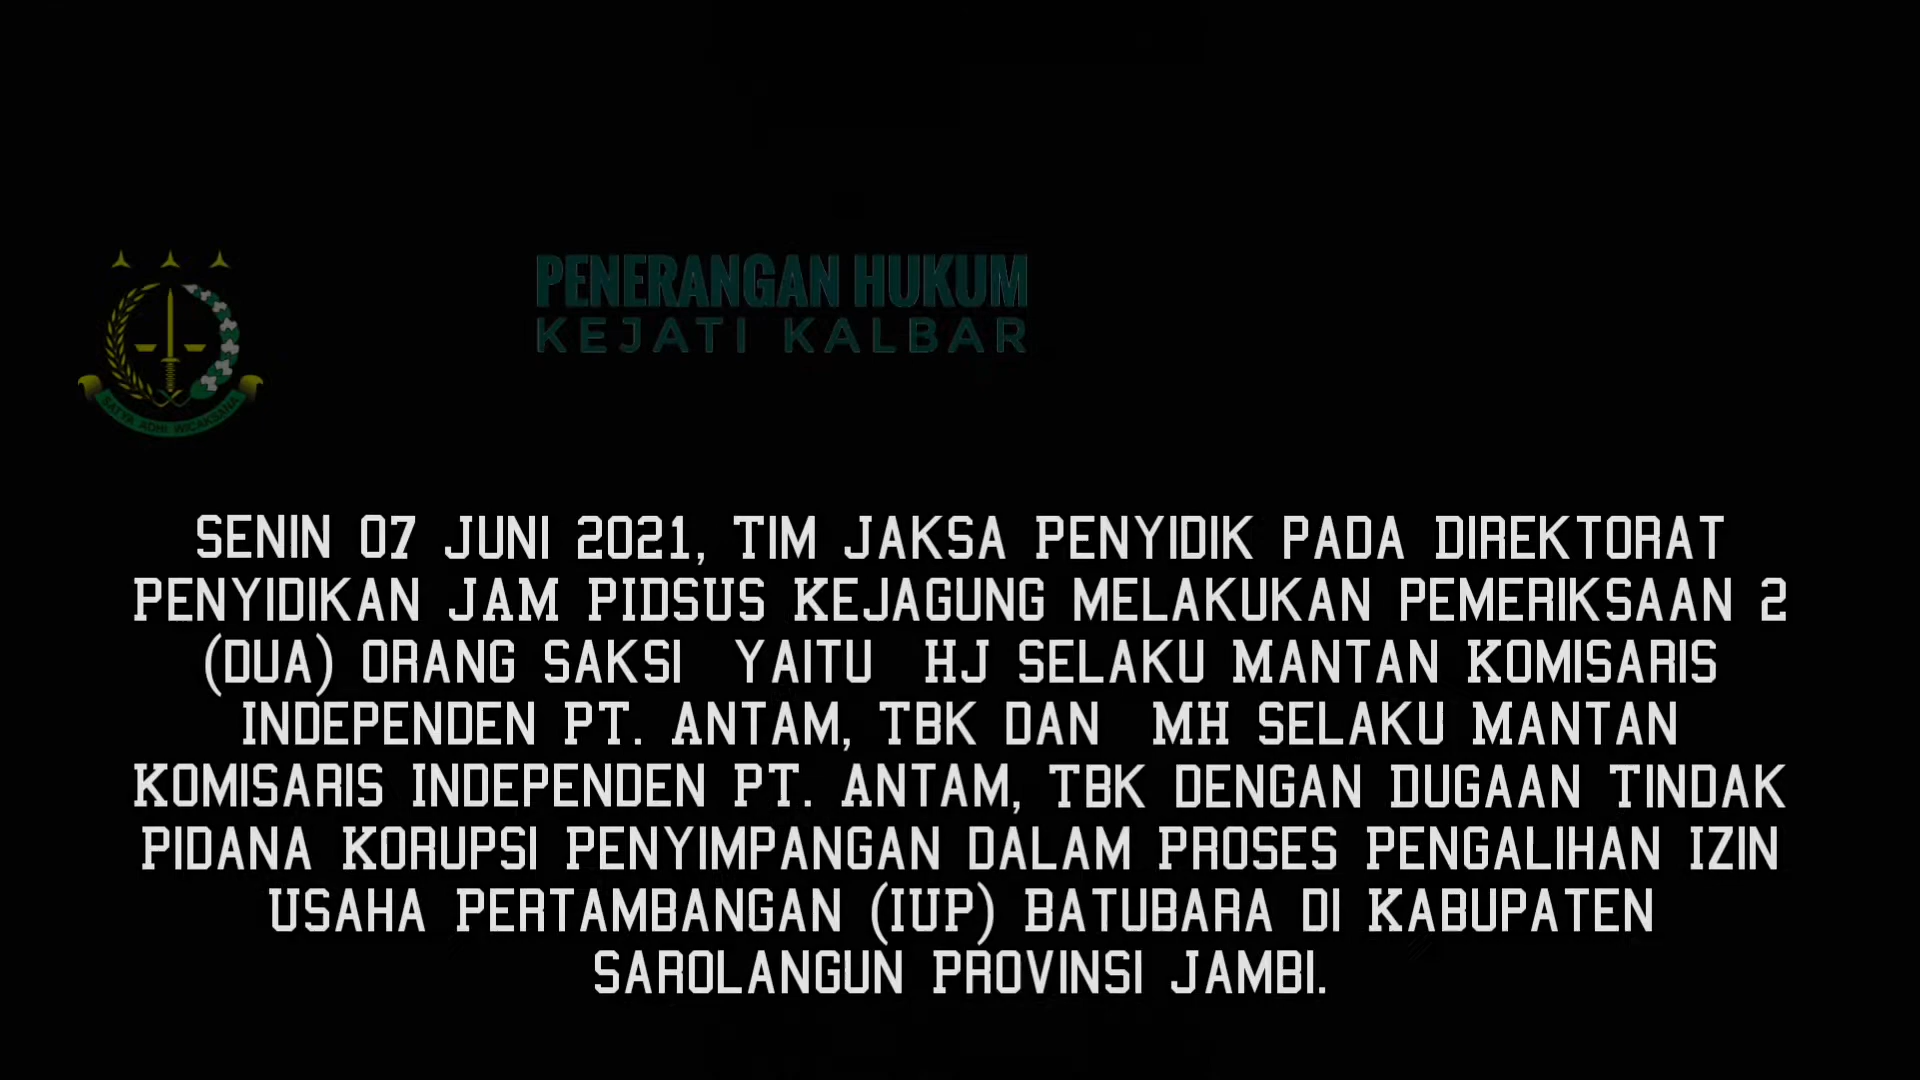 PENERANGAN HUKUM
KEJATI KALBAR
SATYA ADHI WICAKSANA
SENIN 07 JUNI 2021, TIM JAKSA PENYIDIK PADA DIREKTORAT
PENYIDIKAN JAM PIDSUS KEJAGUNG MELAKUKAN PEMERIKSAAN 2
(DUA) ORANG SAKSI YAITU HJ SELAKU MANTAN KOMISARIS
INDEPENDEN PT. ANTAM, TBK DAN MH SELAKU MANTAN
KOMISARIS INDEPENDEN PT. ANTAM, TBK DENGAN DUGAAN TINDAK
PIDANA KORUPSI PENYIMPANGAN DALAM PROSES PENGALIHAN IZIN
USAHA PERTAMBANGAN (IUP) BATUBARA DI KABUPATEN
SAROLANGUN PROVINSI JAMBI.